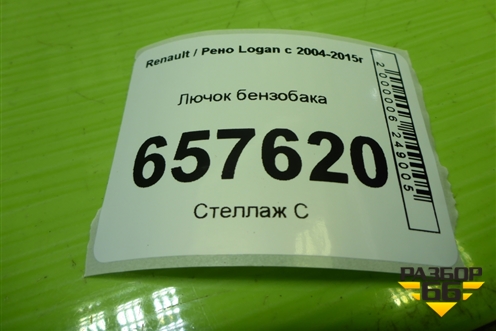 Renault / Рено Logan с 2004-2015г
Лючок бензобака
657620
Стеллаж С
2000006249005
РАЗБОР
66